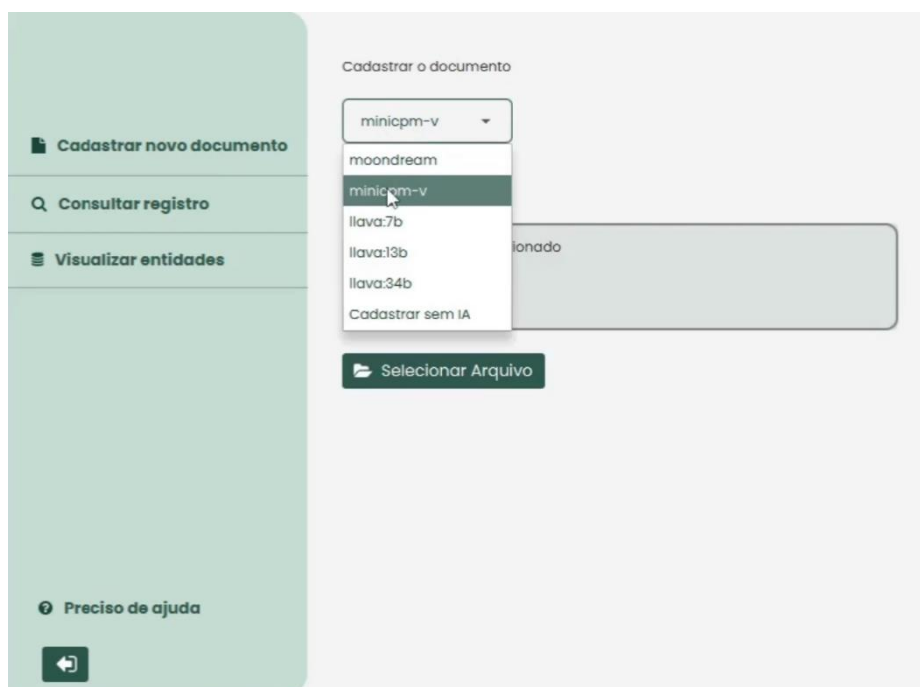 Cadastrar novo documento
Consultar registro
Visualizar entidades
Preciso de ajuda
Cadastrar o documento
minicpm-v
moondream
minicpm-v
llava:7b
llava:13b
llava:34b
Cadastrar sem IA
ionado
Selecionar Arquivo